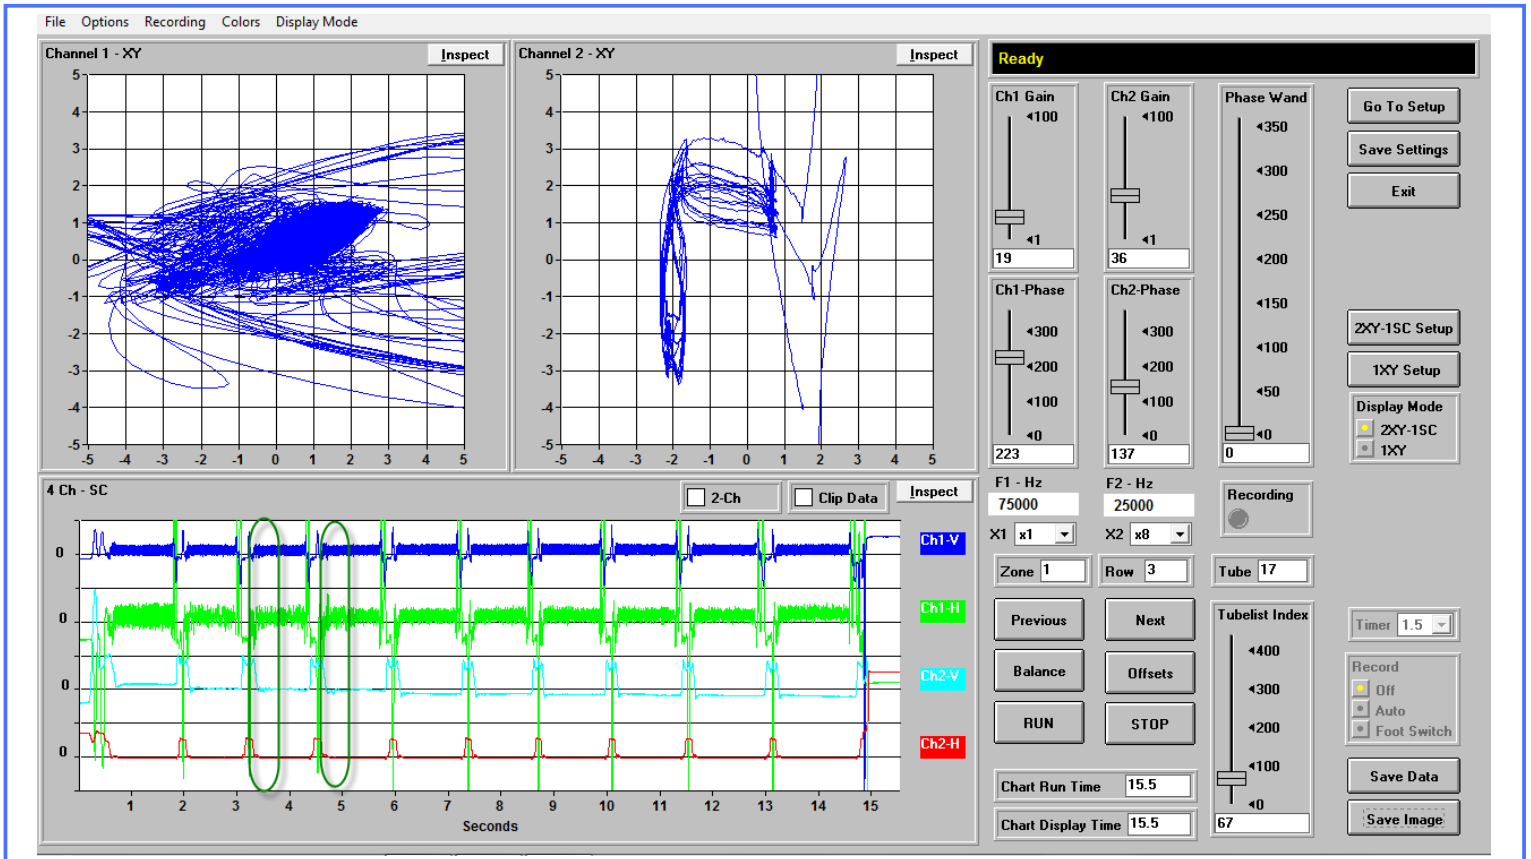 File Options Recording Colors Display Mode
Channel 1 - XY
Inspect
5
4
3
2
1
0
-1
-2
-3
-4
-5
-5 -4 -3 -2 -1 0 1 2 3 4 5
Channel 2 - XY
Inspect
5
4
3
2
1
0
-1
-2
-3
-4
-5
-5 -4 -3 -2 -1 0 1 2 3 4 5
4 Ch - SC
2-Ch
Clip Data
Inspect
0
0
0
0
Ch1-V
Ch1-H
Ch2-V
Ch2-H
1 2 3 4 5 6 7 8 9 10 11 12 13 14 15
Seconds
Ready
Ch1 Gain
100
1
19
Ch2 Gain
100
1
36
Phase Wand
350
300
250
200
150
100
50
0
0
Ch1-Phase
300
200
100
0
223
Ch2-Phase
300
200
100
0
137
Go To Setup
Save Settings
Exit
2XY-1SC Setup
1XY Setup
Display Mode
2XY-1SC
1XY
F1 - Hz
75000
F2 - Hz
25000
X1 x1
X2 x8
Recording
Zone 1
Row 3
Tube 17
Previous
Next
Balance
Offsets
RUN
STOP
Tubelist Index
400
300
200
100
0
67
Timer 1.5
Record
Off
Auto
Foot Switch
Chart Run Time 15.5
Chart Display Time 15.5
Save Data
Save Image